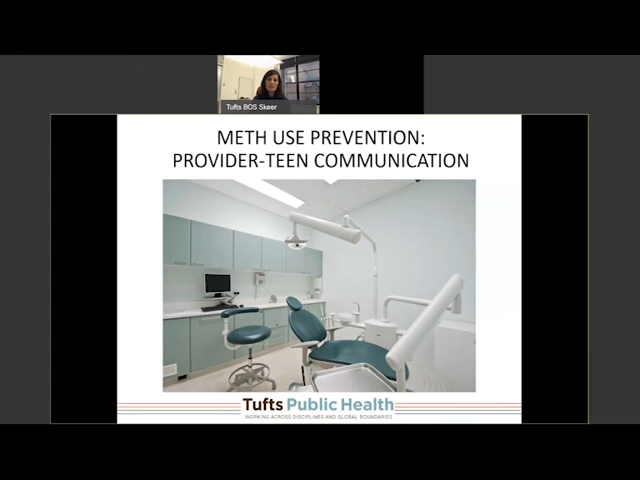 Tufts BOS Skeer
METH USE PREVENTION:
PROVIDER-TEEN COMMUNICATION
Tufts Public Health
WORKING ACROSS DISCIPLINES AND GLOBAL BOUNDARIES